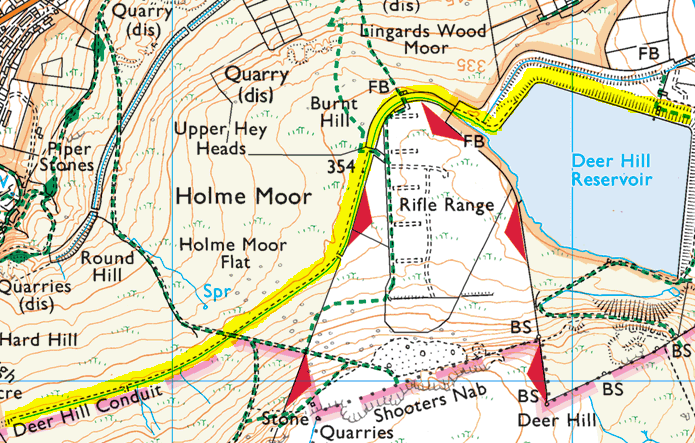 Quarry
(dis)
(dis)
Lingards Wood
Moor
FB
335
Quarry
(dis)
FB
Burnt
Hill
Upper Hey
Heads
FB
Piper
Stones
354
Deer Hill
Reservoir
Holme Moor
Rifle Range
Holme Moor
Flat
Round
Hill
Quarries
(dis)
Spr
Hard Hill
BS
BS
Deer Hill Conduit
Shooters Nab
BS
BS
Stone
Quarries
Deer Hill